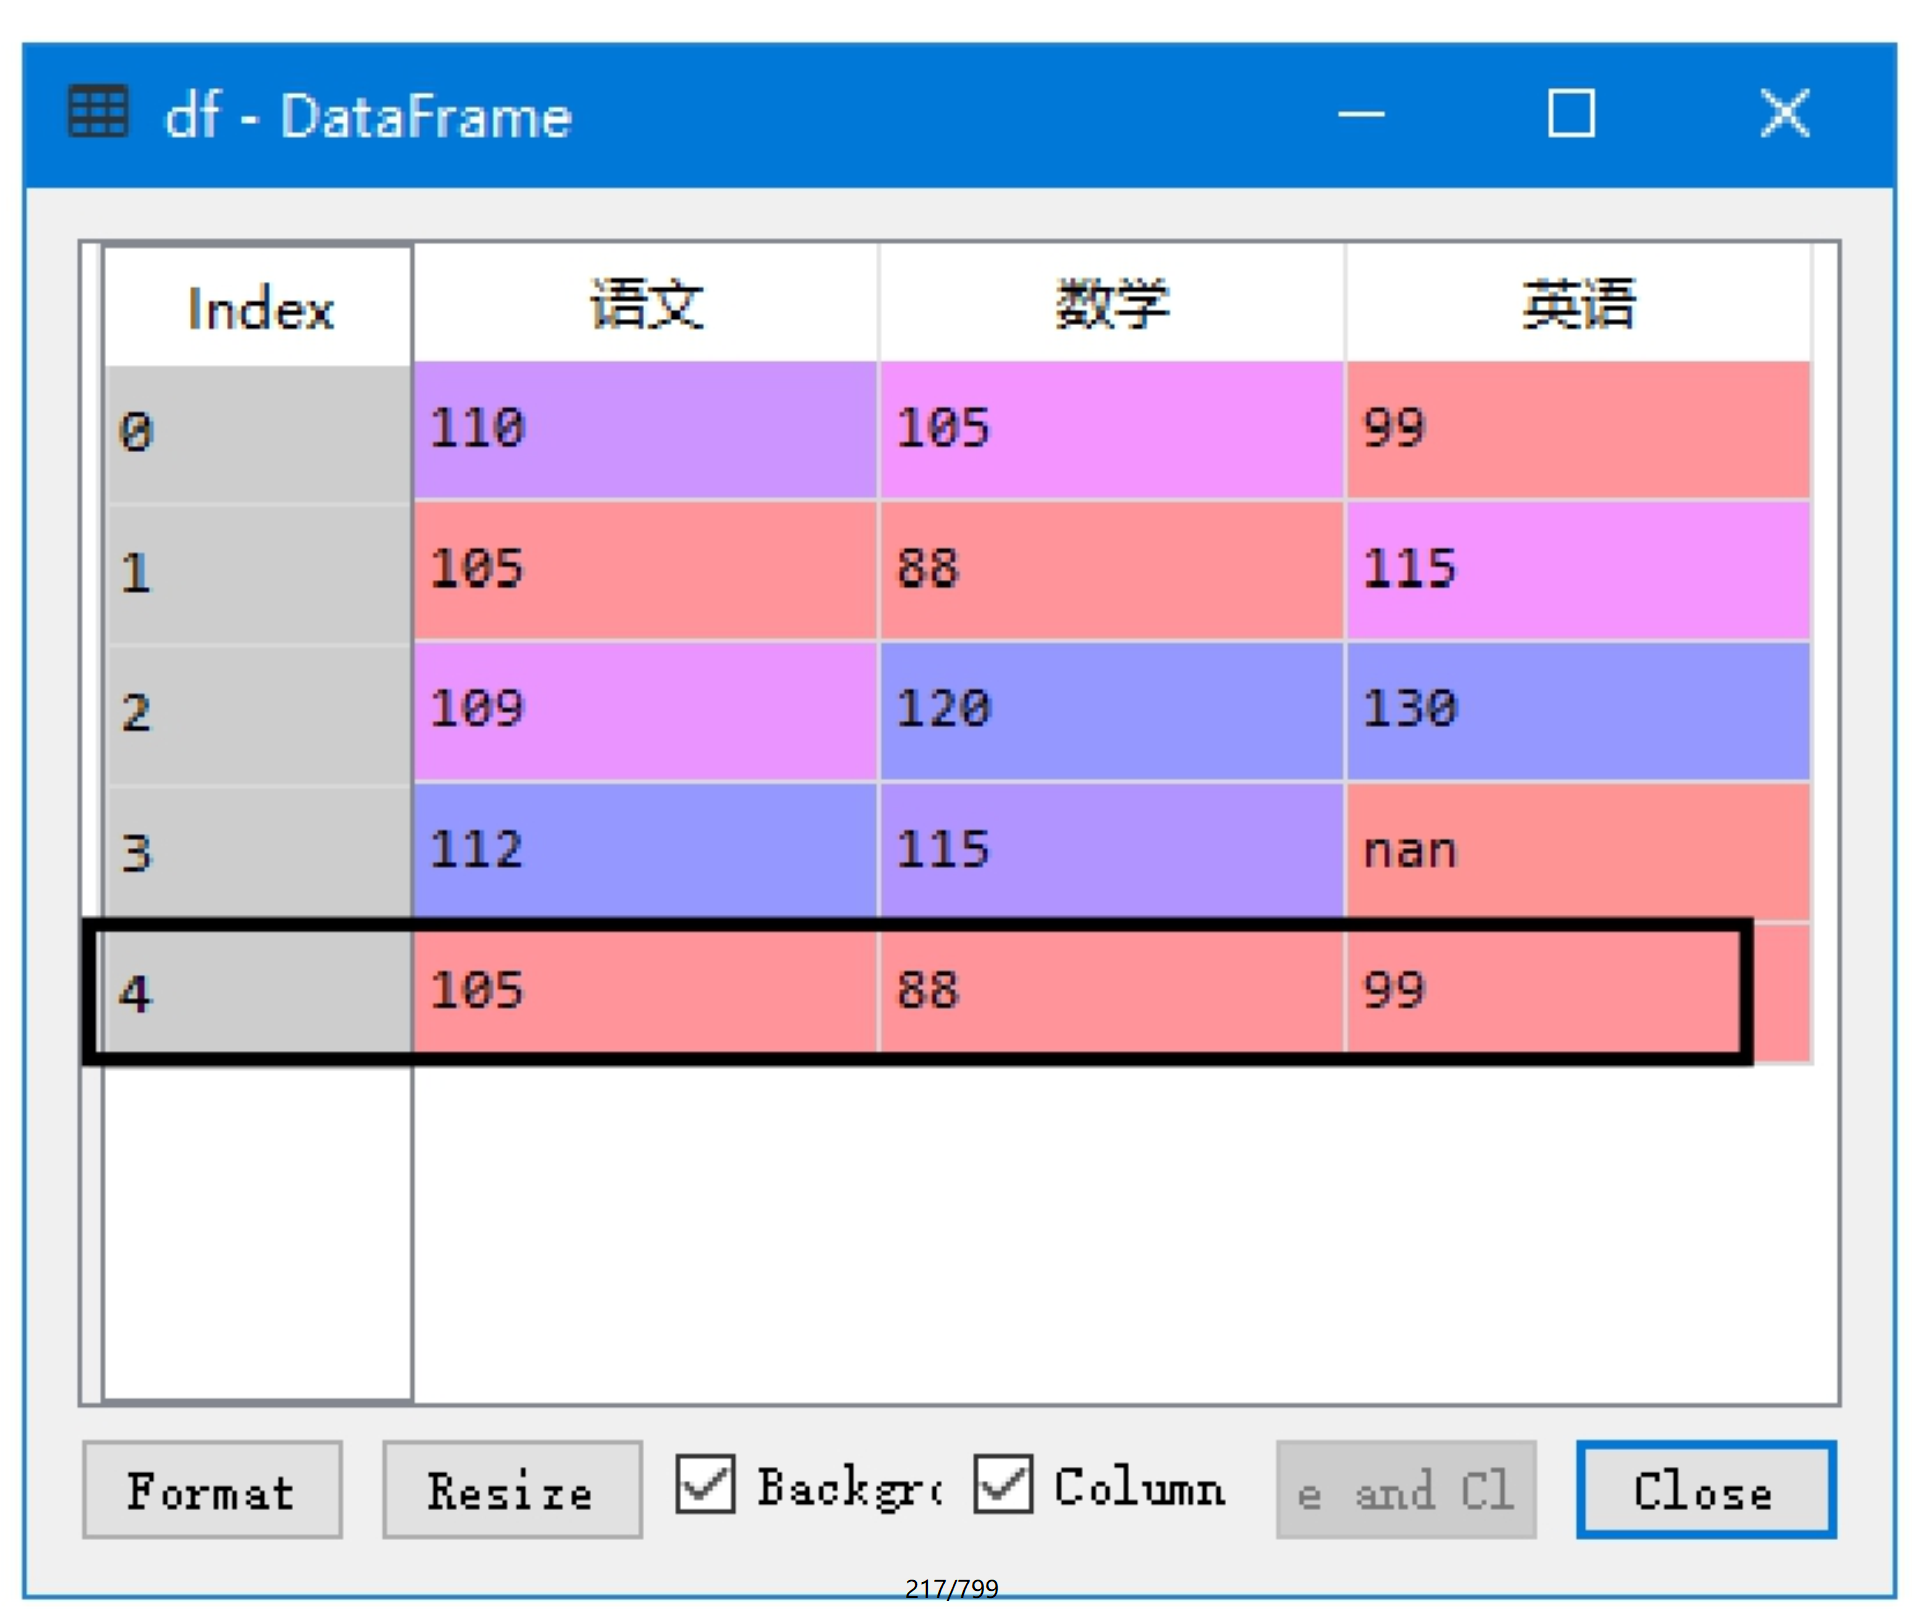 df - DataFrame
Index 语文 数学 英语
0 110 105 99
1 105 88 115
2 109 120 130
3 112 115 nan
4 105 88 99
Format Resize Backgr Column e and Cl Close
217/799